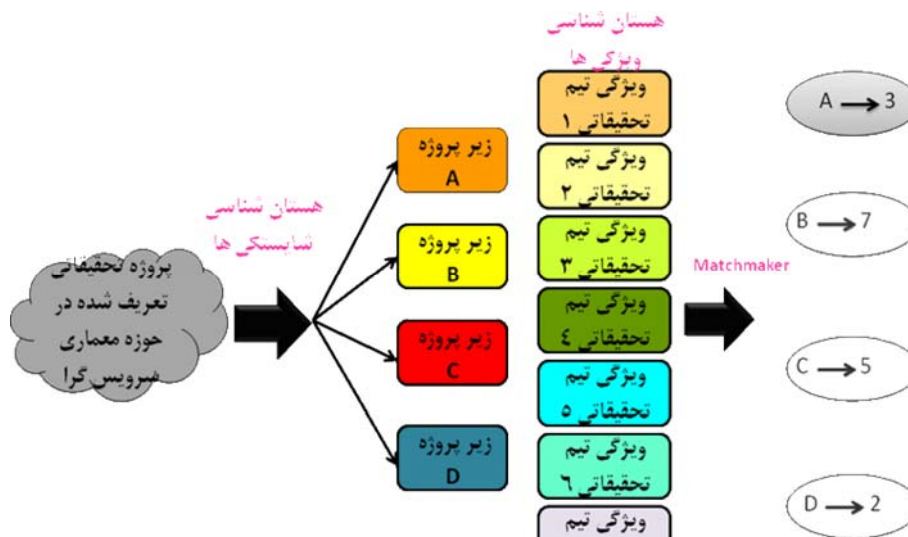 هستان شناسی
ویژگی ها
ویژگی تیم
تحقیقاتی ۱
ویژگی تیم
تحقیقاتی ۲
ویژگی تیم
تحقیقاتی ۳
ویژگی تیم
تحقیقاتی ٤
ویژگی تیم
تحقیقاتی ۵
ویژگی تیم
تحقیقاتی ٦
ویژگی تیم
زیر پروژه
A
زیر پروژه
B
زیر پروژه
C
زیر پروژه
D
هستان شناسی
شایستگی ها
پروژه تحقیقاتی
تعریف شده در
حوزه معماری
سرویس گرا
Matchmaker
A → 3
B → 7
C → 5
D → 2